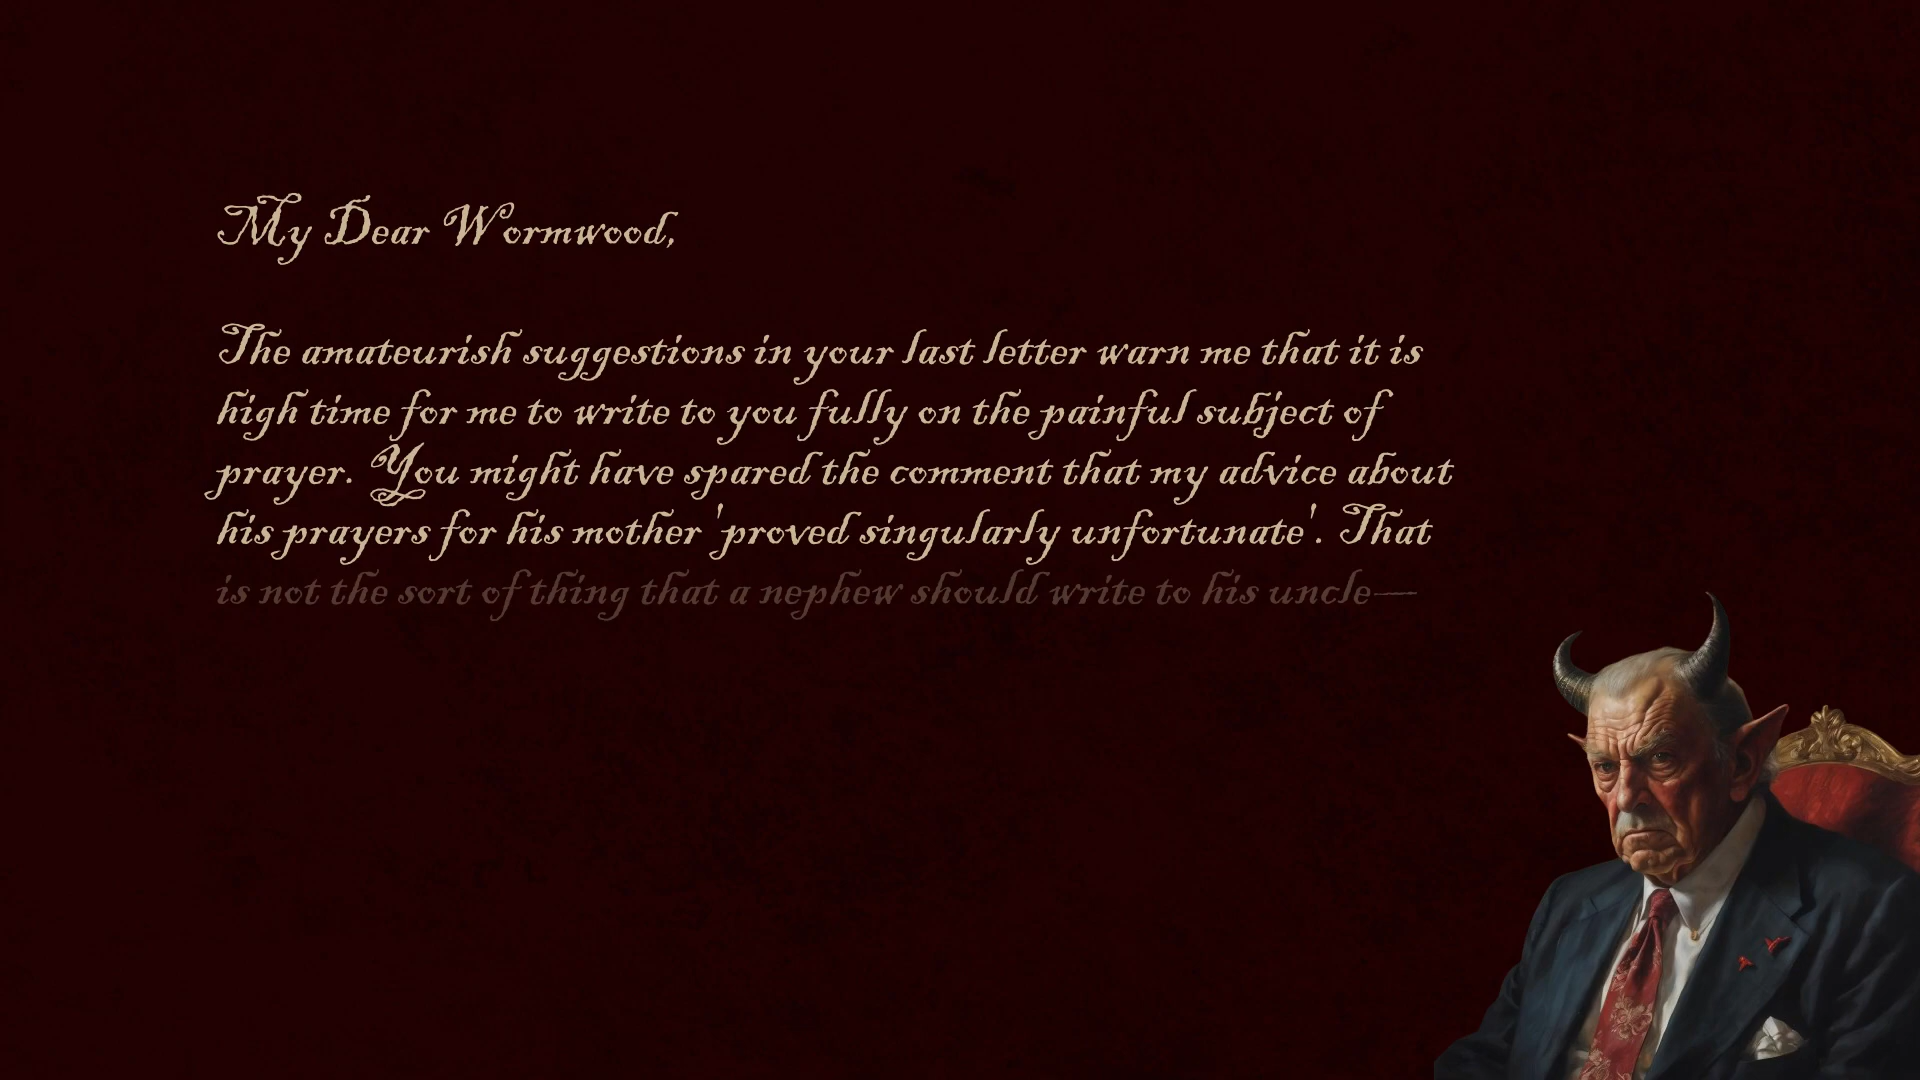 My Dear Wormwood,
The amateurish suggestions in your last letter warn me that it is
high time for me to write to you fully on the painful subject of
prayer. You might have spared the comment that my advice about
his prayers for his mother 'proved singularly unfortunate'. That
is not the sort of thing that a nephew should write to his uncle—